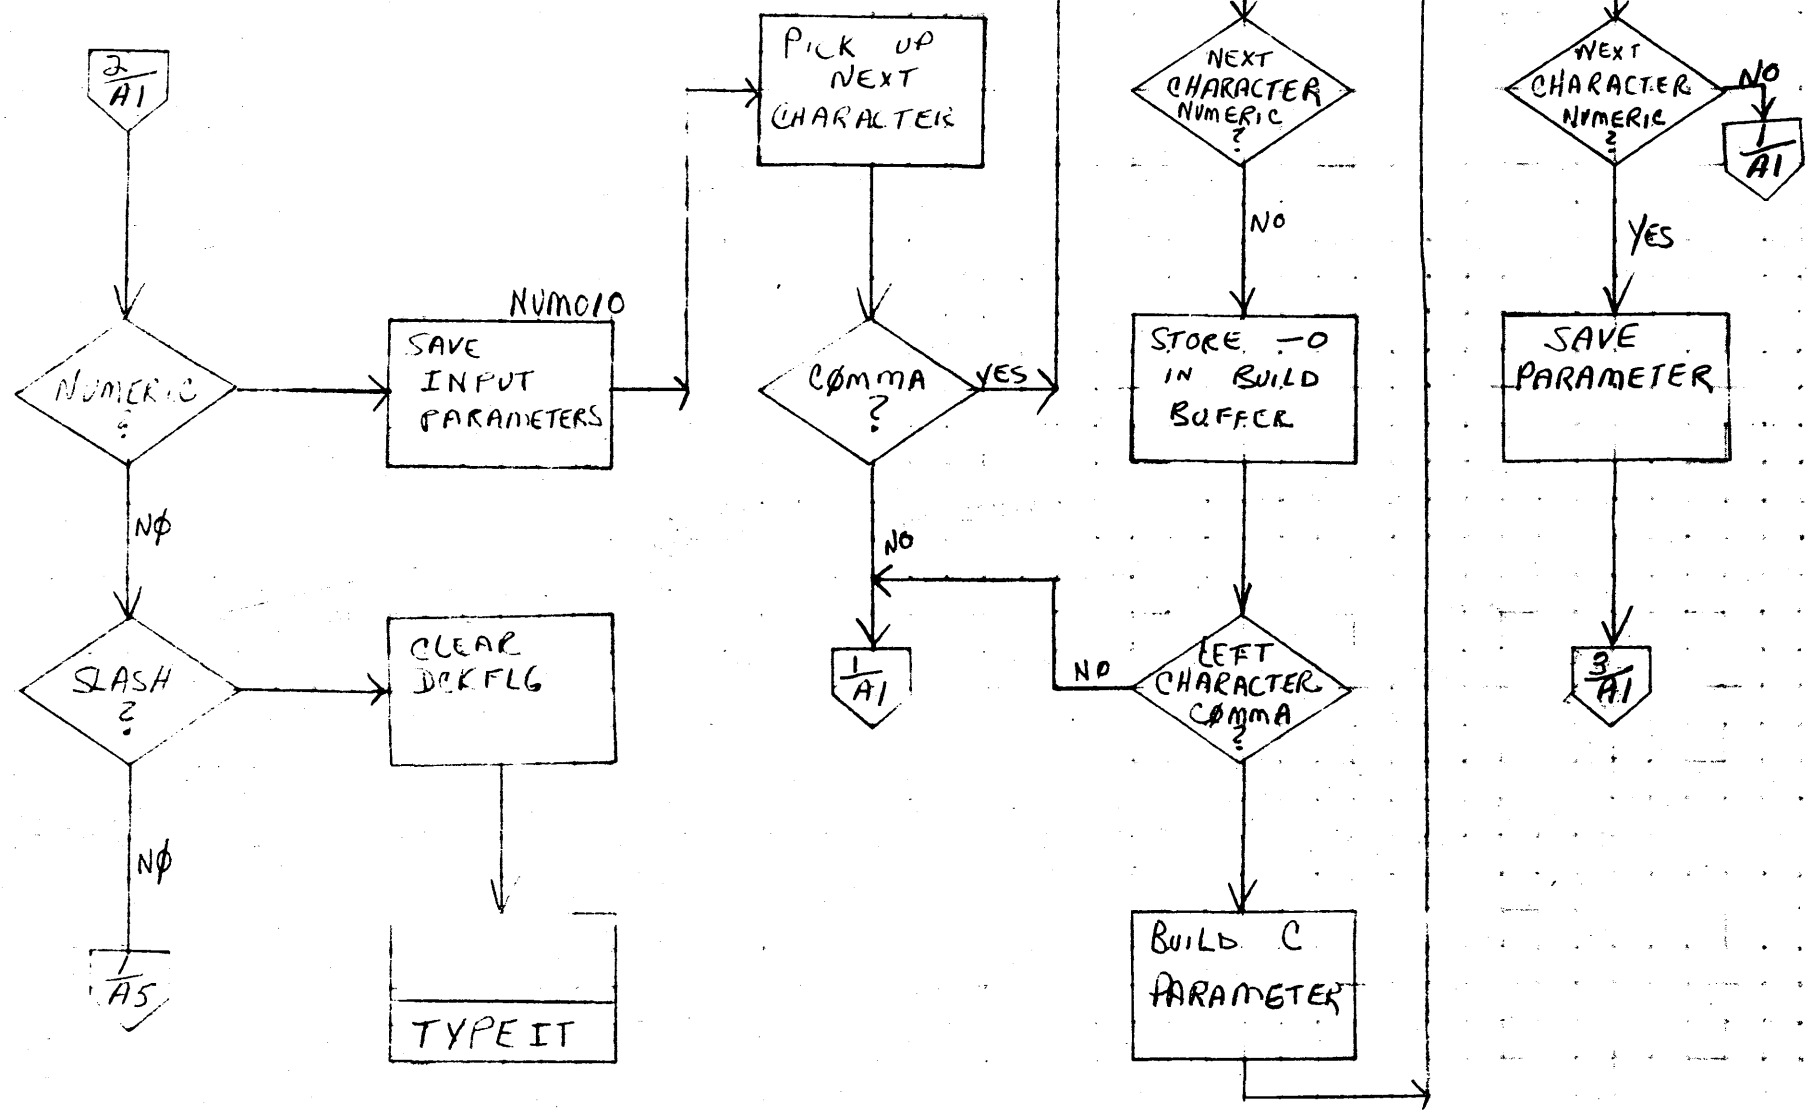 2
A1
NUMERIC
?
NØ
SLASH
?
NØ
1
A5
NUM010
SAVE
INPUT
PARAMETERS
CLEAR
DCKFLG
TYPEIT
PICK UP
NEXT
CHARACTER
CØMMA
?
YES
NO
1
A1
NEXT
CHARACTER
NUMERIC
?
NO
STORE -0
IN BUILD
BUFFER
LEFT
CHARACTER
CØMMA
?
NO
BUILD C
PARAMETER
NEXT
CHARACTER
NUMERIC
?
NO
1
A1
YES
SAVE
PARAMETER
3
A1